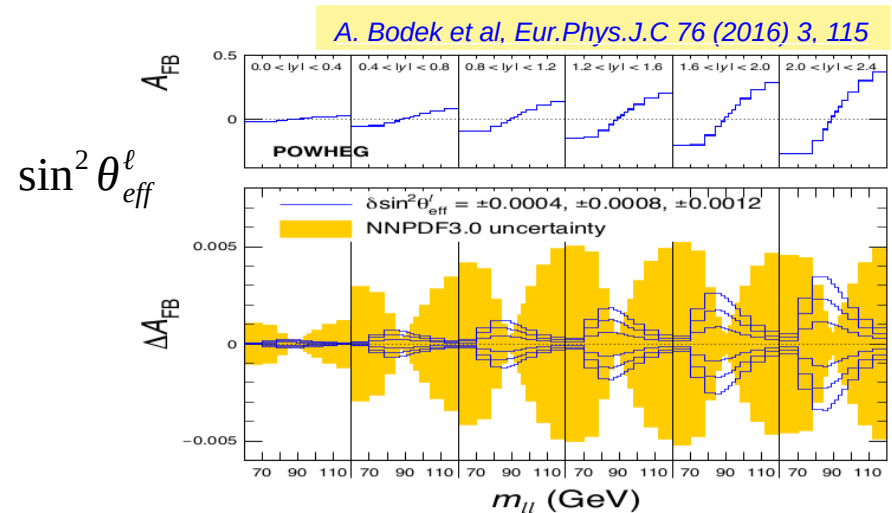 A. Bodek et al, Eur.Phys.J.C 76 (2016) 3, 115
0.5
0
A_FB
0.0 < |y| < 0.4 0.4 < |y| < 0.8 0.8 < |y| < 1.2 1.2 < |y| < 1.6 1.6 < |y| < 2.0 2.0 < |y| < 2.4
POWHEG
sin² θ^ℓ_eff
δsin²θ^ℓ_eff = ±0.0004, ±0.0008, ±0.0012
NNPDF3.0 uncertainty
0.005
0
−0.005
ΔA_FB
70 90 110 70 90 110 70 90 110 70 90 110 70 90 110 70 90 110
m_ll (GeV)